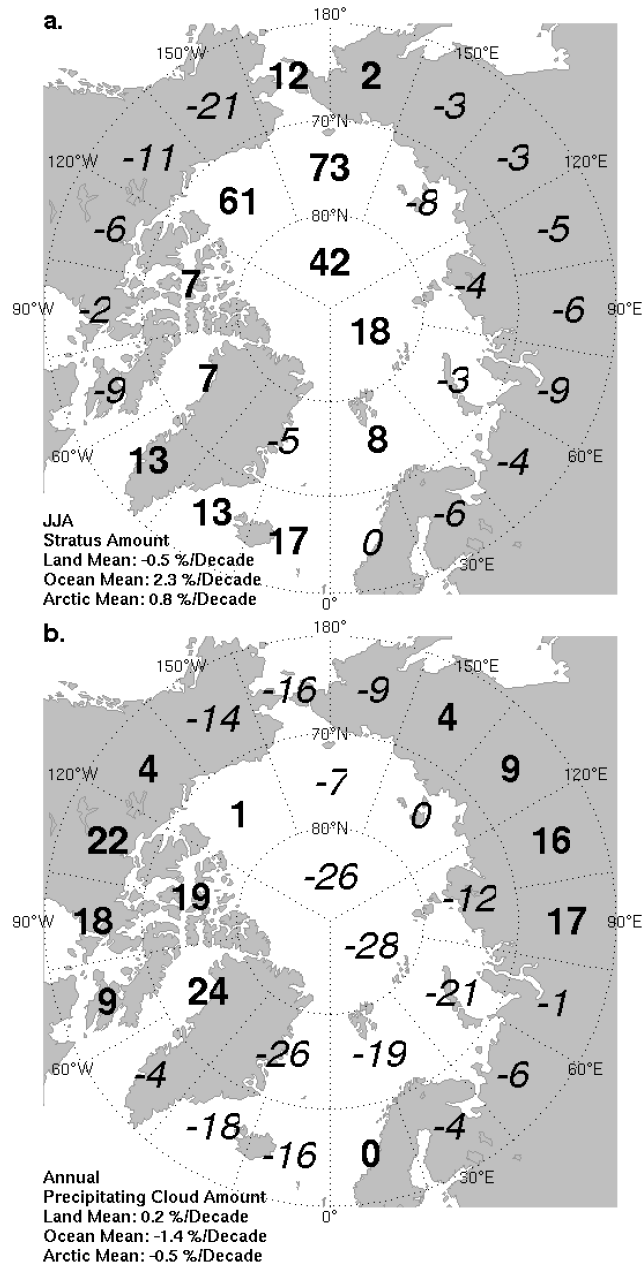 a.
180°
150°W
150°E
12
2
-21
-3
70°N
120°W
-11
73
-3
120°E
61
-8
80°N
-6
-5
42
7
-4
90°W
-2
-6
90°E
18
7
-3
-9
-9
-5
8
60°W
13
-4
60°E
13
-6
17
0
JJA
Stratus Amount
Land Mean: -0.5 %/Decade
30°E
Ocean Mean: 2.3 %/Decade
Arctic Mean: 0.8 %/Decade
0°
b.
180°
150°W
150°E
-16
-9
-14
4
70°N
120°W
4
-7
9
120°E
1
0
80°N
22
16
-26
19
-12
90°W
18
17
90°E
-28
24
-21
9
-1
-26
-19
60°W
-4
-6
60°E
-18
-4
-16
0
Annual
30°E
Precipitating Cloud Amount
Land Mean: 0.2 %/Decade
0°
Ocean Mean: -1.4 %/Decade
Arctic Mean: -0.5 %/Decade